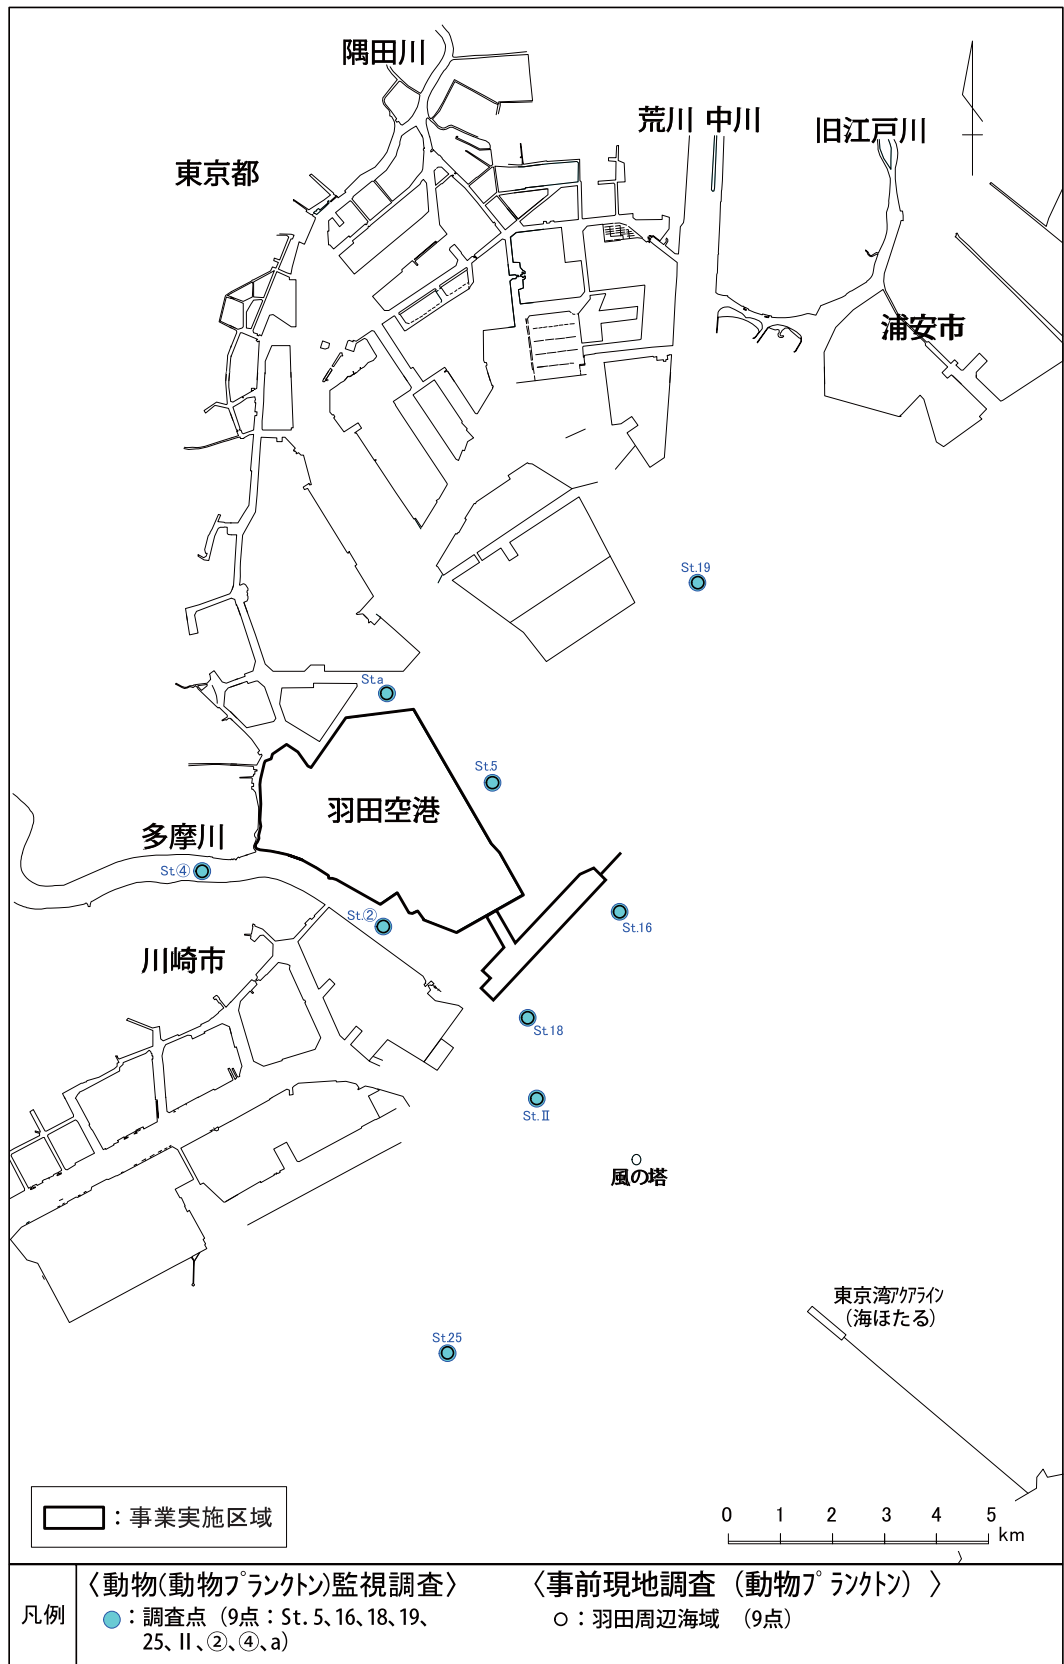 隅田川
荒川 中川
旧江戸川
東京都
浦安市
St.19
St.a
St.5
羽田空港
多摩川
St.④
St.②
St.16
川崎市
St.18
St.Ⅱ
風の塔
東京湾アクアライン
(海ほたる)
St.25
:事業実施区域
0 1 2 3 4 5
km
凡例
〈動物(動物プランクトン)監視調査〉
:調査点 (9点:St.5、16、18、19、
25、Ⅱ、②、④、a)
〈事前現地調査 (動物プランクトン) 〉
:羽田周辺海域 (9点)